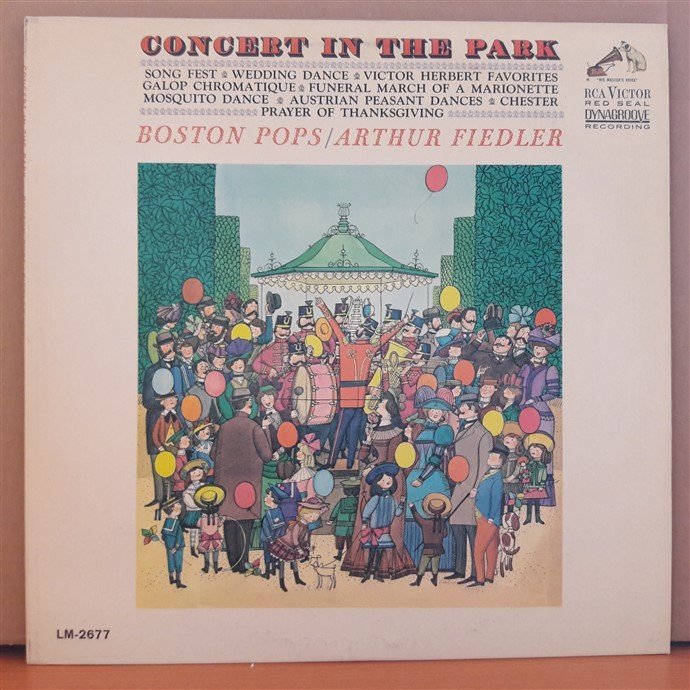 CONCERT IN THE PARK
SONG FEST WEDDING DANCE VICTOR HERBERT FAVORITES
GALOP CHROMATIQUE FUNERAL MARCH OF A MARIONETTE
MOSQUITO DANCE AUSTRIAN PEASANT DANCES CHESTER
PRAYER OF THANKSGIVING
BOSTON POPS/ARTHUR FIEDLER
"HIS MASTER'S VOICE"
RCA VICTOR
RED SEAL
DYNAGROOVE
RECORDING
LM-2677